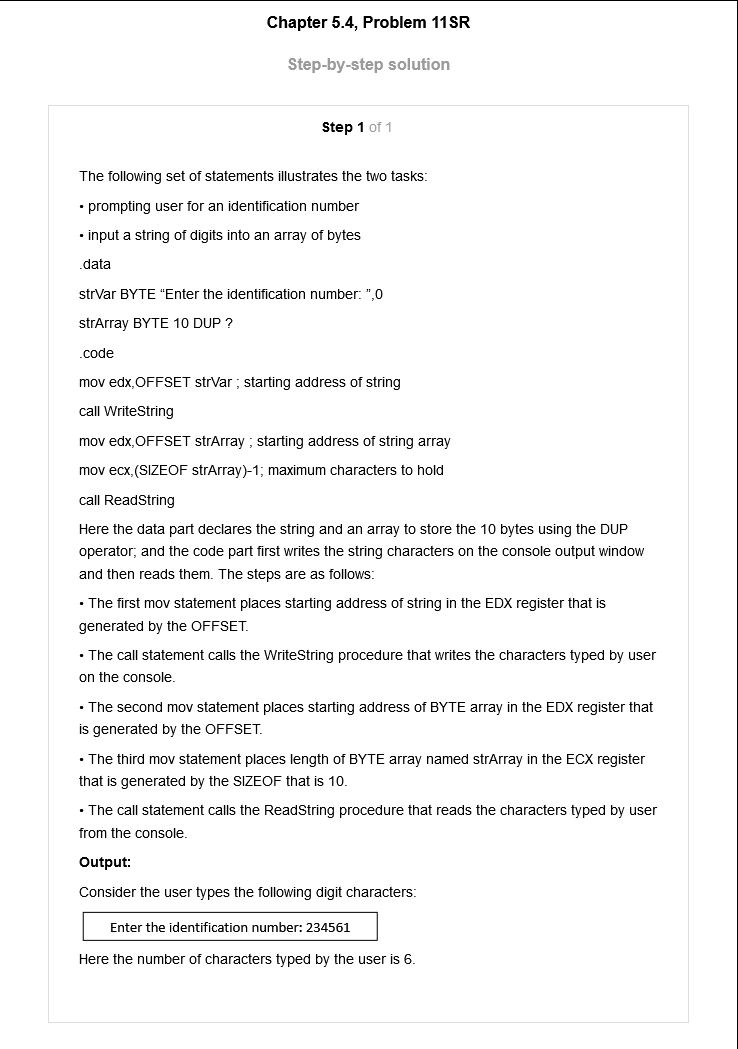 Chapter 5.4, Problem 11SR
Step-by-step solution
Step 1 of 1
The following set of statements illustrates the two tasks:
• prompting user for an identification number
• input a string of digits into an array of bytes
.data
strVar BYTE “Enter the identification number: ”,0
strArray BYTE 10 DUP ?
.code
mov edx,OFFSET strVar ; starting address of string
call WriteString
mov edx,OFFSET strArray ; starting address of string array
mov ecx,(SIZEOF strArray)-1; maximum characters to hold
call ReadString
Here the data part declares the string and an array to store the 10 bytes using the DUP
operator; and the code part first writes the string characters on the console output window
and then reads them. The steps are as follows:
• The first mov statement places starting address of string in the EDX register that is
generated by the OFFSET.
• The call statement calls the WriteString procedure that writes the characters typed by user
on the console.
• The second mov statement places starting address of BYTE array in the EDX register that
is generated by the OFFSET.
• The third mov statement places length of BYTE array named strArray in the ECX register
that is generated by the SIZEOF that is 10.
• The call statement calls the ReadString procedure that reads the characters typed by user
from the console.
Output:
Consider the user types the following digit characters:
Enter the identification number: 234561
Here the number of characters typed by the user is 6.